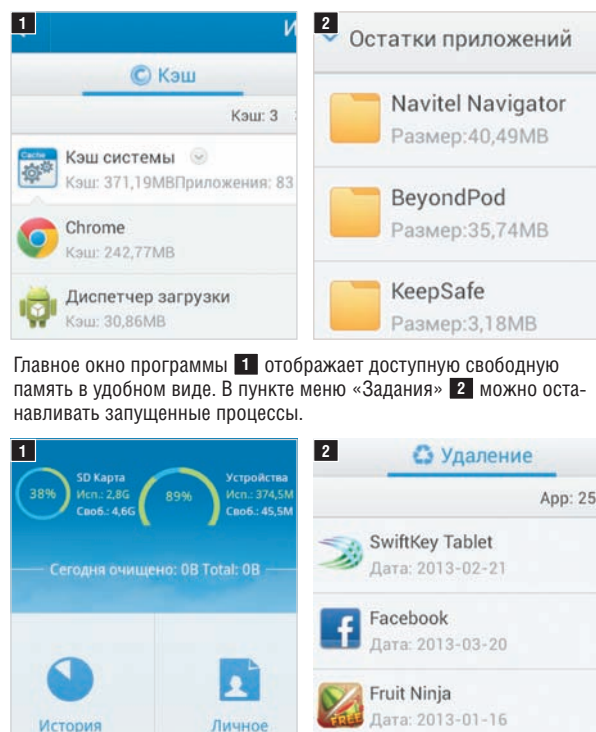 1
И
Кэш
Кэш: 3
Cache
Кэш системы
Кэш: 371,19MBПриложения: 83
Chrome
Кэш: 242,77MB
Диспетчер загрузки
Кэш: 30,86MB
2
Остатки приложений
Navitel Navigator
Размер:40,49MB
BeyondPod
Размер:35,74MB
KeepSafe
Размер:3,18MB
Главное окно программы 1 отображает доступную свободную
память в удобном виде. В пункте меню «Задания» 2 можно оста-
навливать запущенные процессы.
1
38%
SD Карта
Исп.: 2,8G
Своб.: 4,6G
89%
Устройства
Исп.: 374,5M
Своб.: 45,5M
Сегодня очищено: 0B Total: 0B
История
Личное
2
Удаление
App: 25
SwiftKey Tablet
Дата: 2013-02-21
Facebook
Дата: 2013-03-20
Fruit Ninja
FREE
Дата: 2013-01-16